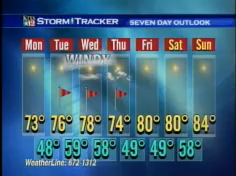 STORM TRACKER SEVEN DAY OUTLOOK
Mon Tue Wed Thu Fri Sat Sun
WINDY
73° 76° 78° 74° 80° 80° 84°
48° 59° 58° 49° 49° 58°
WeatherLine: 672-1312